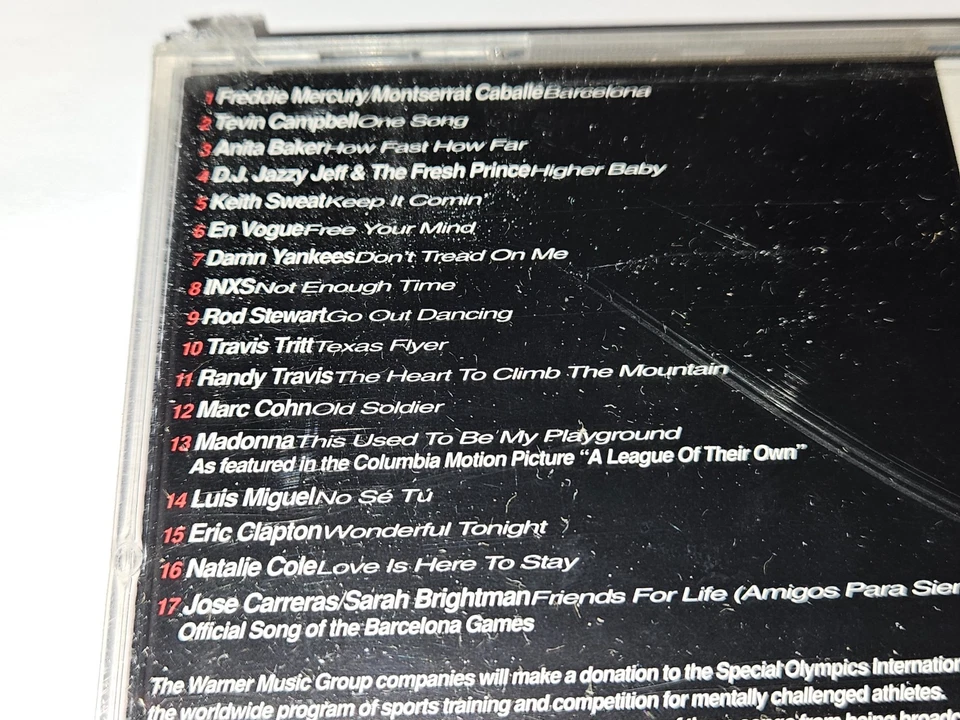 1 Freddie Mercury/Montserrat Caballé Barcelona
2 Tevin Campbell One Song
3 Anita Baker How Fast How Far
4 D.J. Jazzy Jeff & The Fresh Prince Higher Baby
5 Keith Sweat Keep It Comin'
6 En Vogue Free Your Mind
7 Damn Yankees Don't Tread On Me
8 INXS Not Enough Time
9 Rod Stewart Go Out Dancing
10 Travis Tritt Texas Flyer
11 Randy Travis The Heart To Climb The Mountain
12 Marc Cohn Old Soldier
13 Madonna This Used To Be My Playground
As featured in the Columbia Motion Picture "A League Of Their Own"
14 Luis Miguel No Sé Tú
15 Eric Clapton Wonderful Tonight
16 Natalie Cole Love Is Here To Stay
17 Jose Carreras/Sarah Brightman Friends For Life (Amigos Para
Official Song of the Barcelona Games
The Warner Music Group companies will make a donation to the Special Olympics
the worldwide program of sports training and competition for mentally challenged athletes.